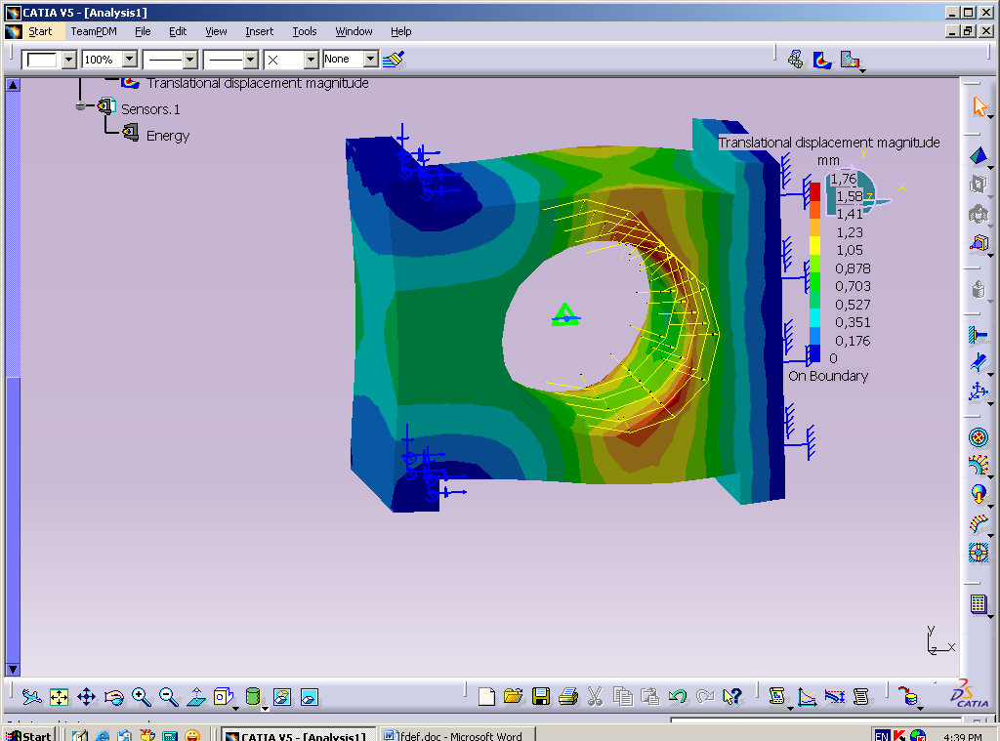 CATIA V5 - [Analysis1]
Start TeamPDM File Edit View Insert Tools Window Help
100% None
Translational displacement magnitude
Sensors.1
Energy
Translational displacement magnitude
mm
1,76
1,58
1,41
1,23
1,05
0,878
0,703
0,527
0,351
0,176
0
On Boundary
y
x
z
Y
X
Z
CATIA
Start CATIA V5 - [Analysis1] fdef.doc - Microsoft Word EN 4:39 PM